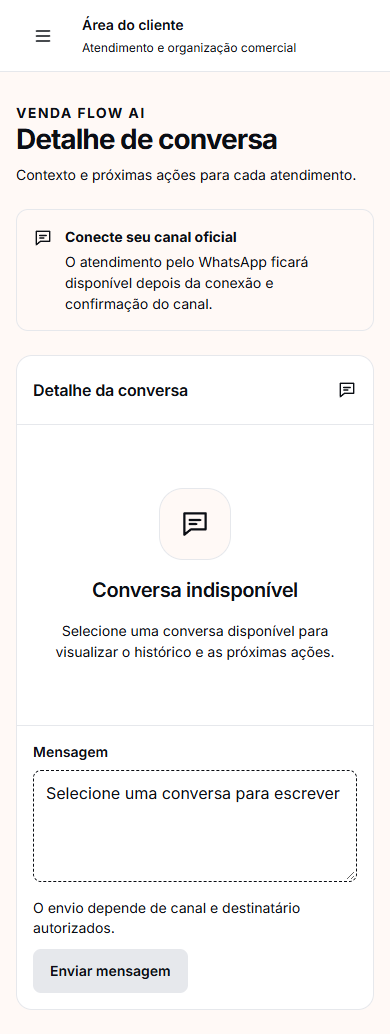 Área do cliente
Atendimento e organização comercial
VENDA FLOW AI
Detalhe de conversa
Contexto e próximas ações para cada atendimento.
Conecte seu canal oficial
O atendimento pelo WhatsApp ficará
disponível depois da conexão e
confirmação do canal.
Detalhe da conversa
Conversa indisponível
Selecione uma conversa disponível para
visualizar o histórico e as próximas ações.
Mensagem
Selecione uma conversa para escrever
O envio depende de canal e destinatário
autorizados.
Enviar mensagem